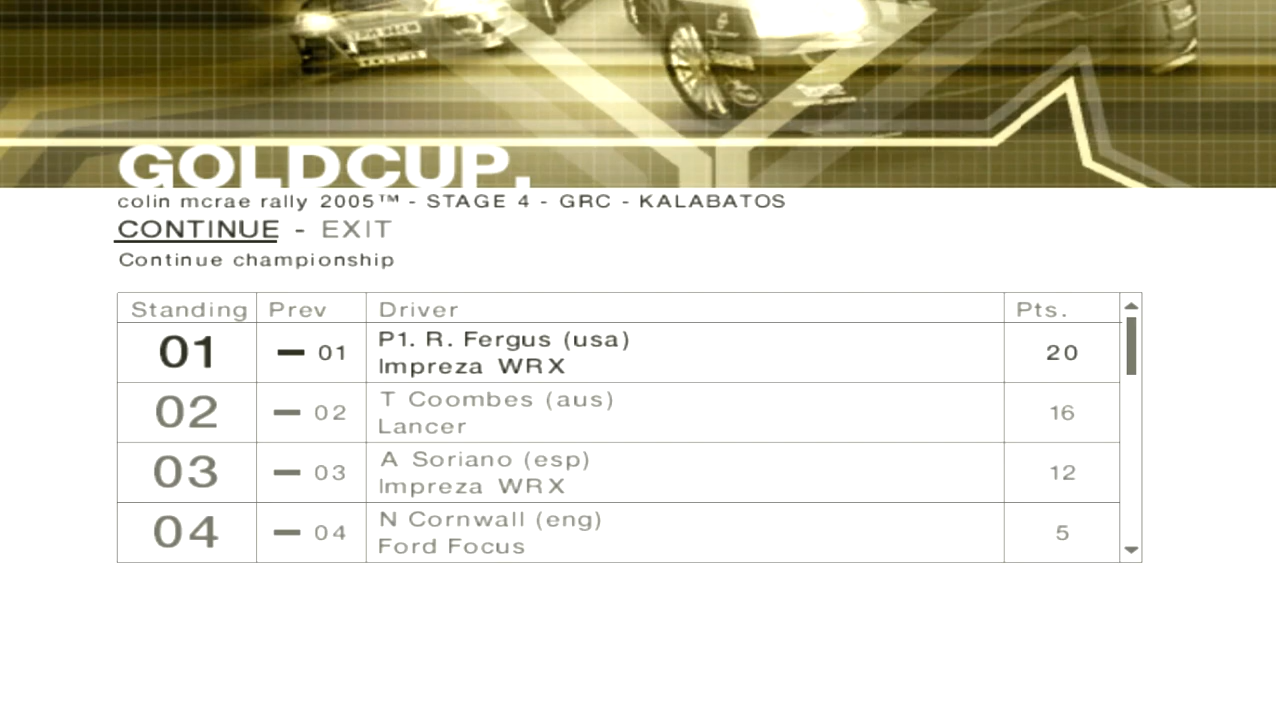 GOLDCUP.
colin mcrae rally 2005™ - STAGE 4 - GRC - KALABATOS
CONTINUE - EXIT
Continue championship
Standing Prev Driver Pts.
01 — 01 P1. R. Fergus (usa) 20
Impreza WRX
02 — 02 T Coombes (aus) 16
Lancer
03 — 03 A Soriano (esp) 12
Impreza WRX
04 — 04 N Cornwall (eng) 5
Ford Focus